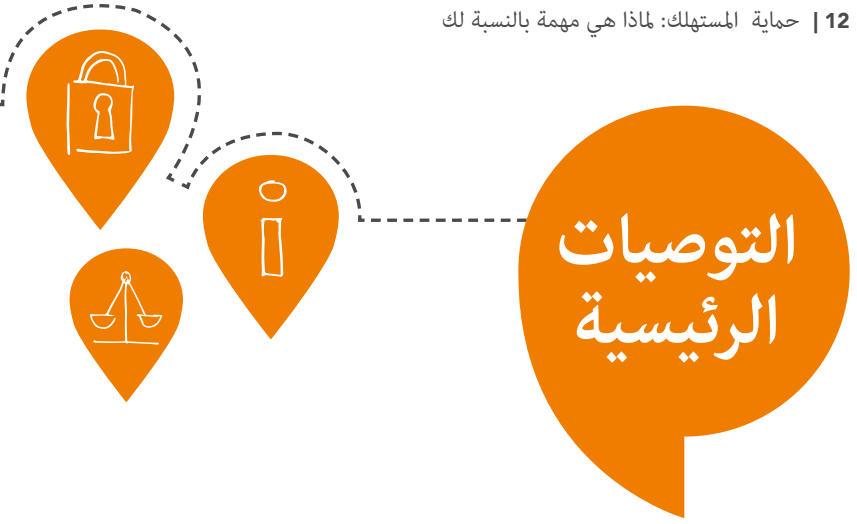 12 | حماية المستهلك: لماذا هي مهمة بالنسبة لك
التوصيات
الرئيسية